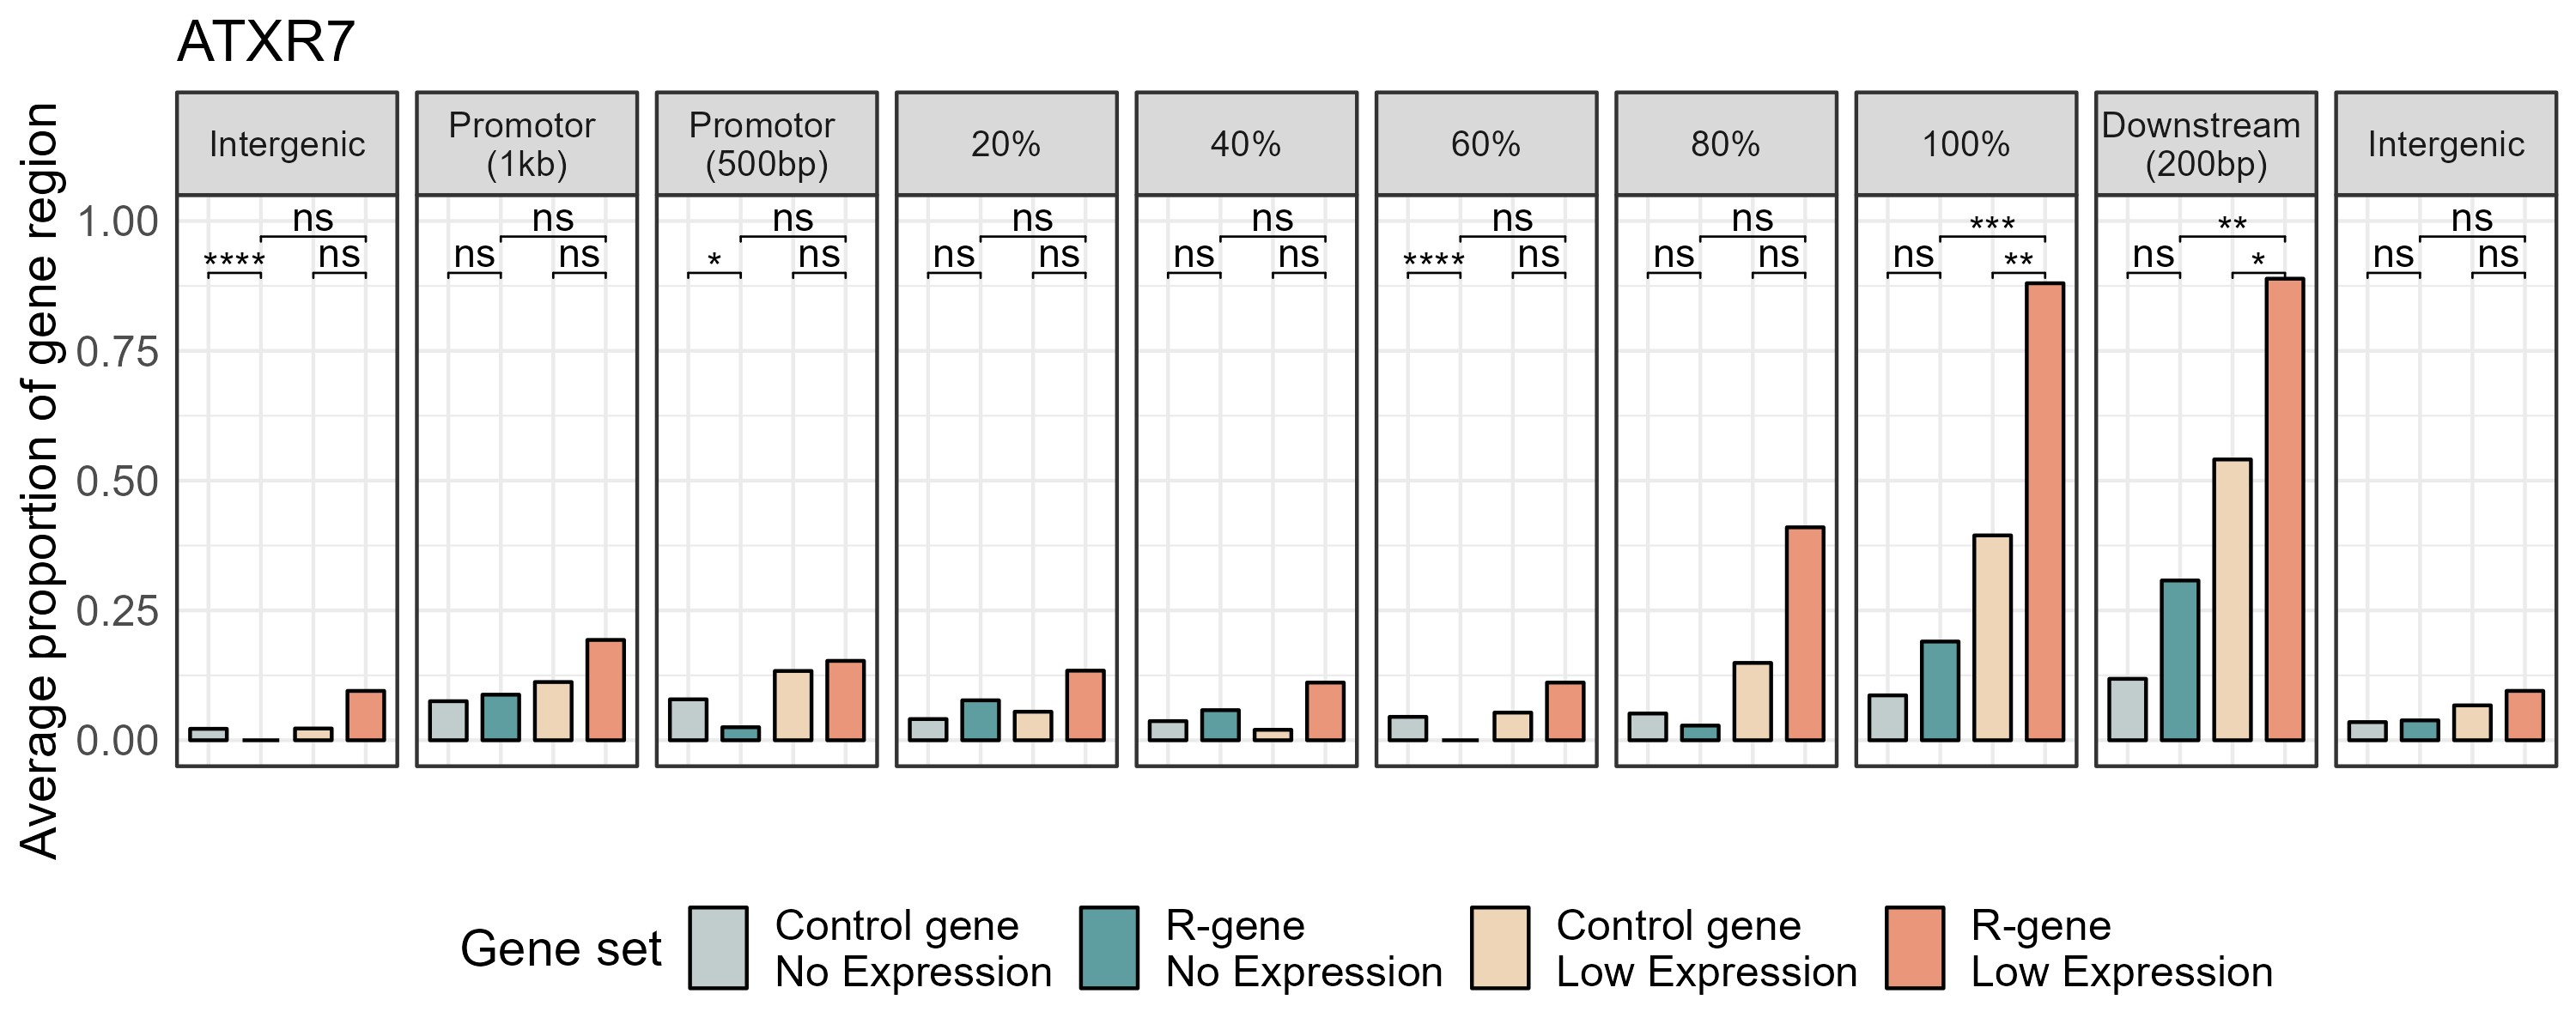 ATXR7
Average proportion of gene region
Intergenic
Promotor
(1kb)
Promotor
(500bp)
20%
40%
60%
80%
100%
Downstream
(200bp)
Intergenic
1.00
0.75
0.50
0.25
0.00
ns
**** ns
ns
ns ns
ns
* ns
ns
ns ns
ns
ns ns
ns
**** ns
ns
ns ns
***
ns **
**
ns *
ns
ns ns
Gene set
Control gene
No Expression
R-gene
No Expression
Control gene
Low Expression
R-gene
Low Expression